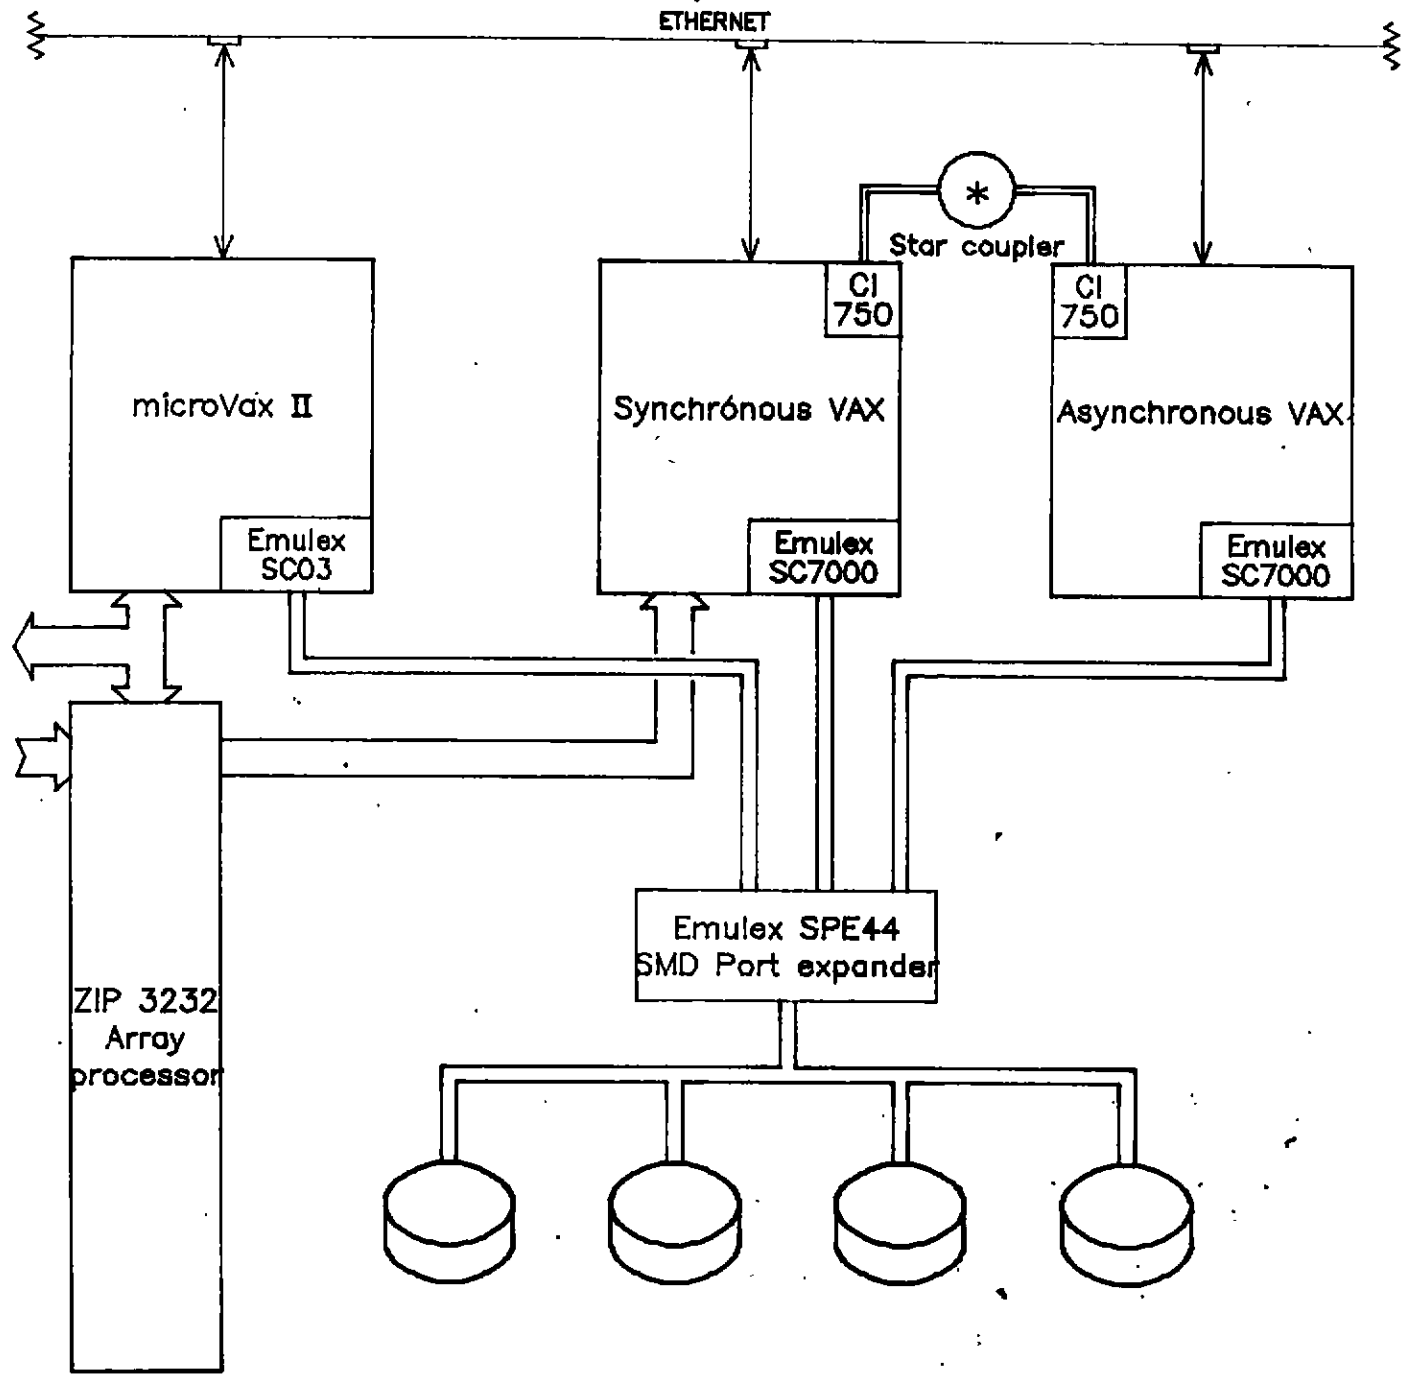 ETHERNET
*
Star coupler
CI
750
CI
750
microVax II
Synchrónous VAX
Asynchronous VAX
Emulex
SC03
Emulex
SC7000
Emulex
SC7000
Emulex SPE44
SMD Port expander
ZIP 3232
Array
processor